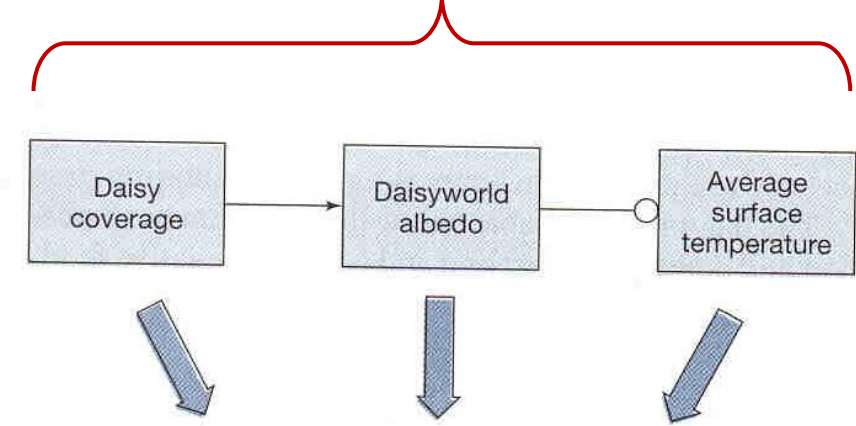 Daisy
coverage
Daisyworld
albedo
Average
surface
temperature